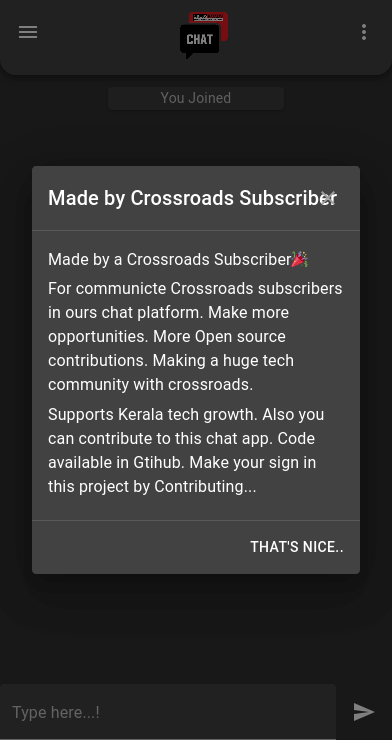 CHAT
You Joined
Made by Crossroads Subscriber
Made by a Crossroads Subscriber🎉
For communicte Crossroads subscribers
in ours chat platform. Make more
opportunities. More Open source
contributions. Making a huge tech
community with crossroads.
Supports Kerala tech growth. Also you
can contribute to this chat app. Code
available in Gtihub. Make your sign in
this project by Contributing...
THAT'S NICE..
Type here...!